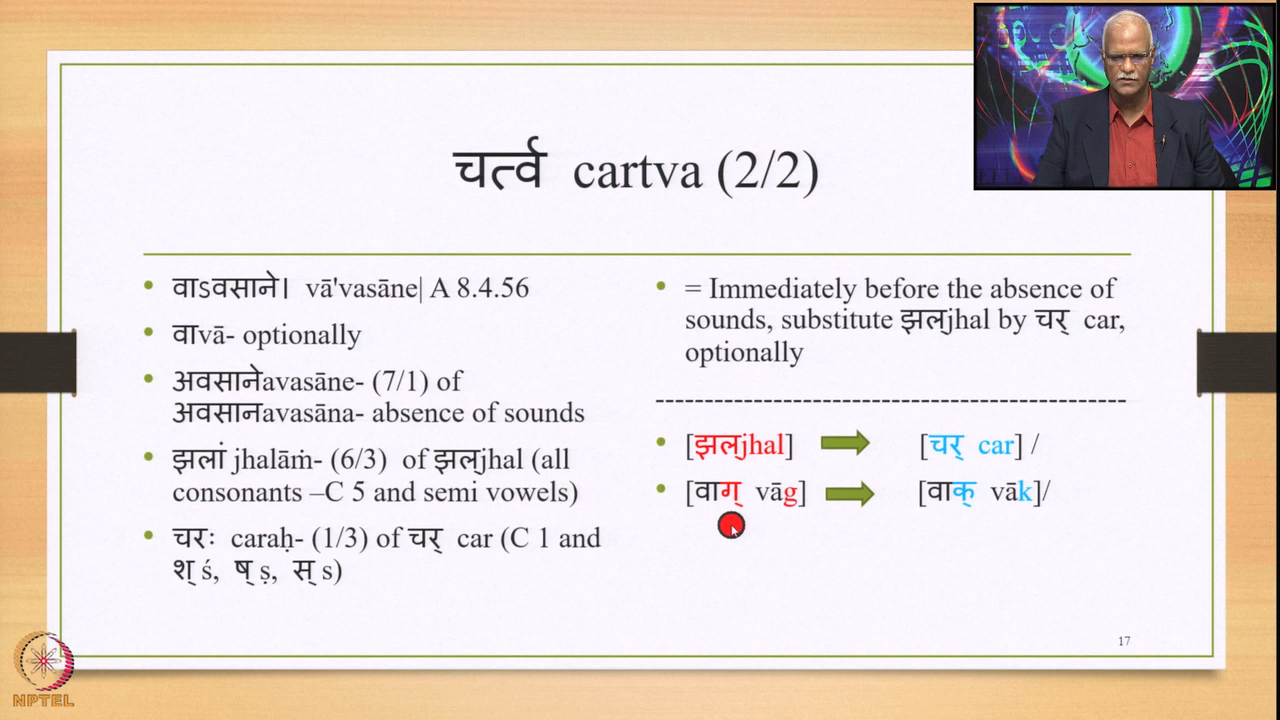 चर्त्व cartva (2/2)
• वाऽवसाने। vā'vasāne| A 8.4.56
• वाvā- optionally
• अवसानेavasāne- (7/1) of
अवसानavasāna- absence of sounds
• झलां jhalāṁ- (6/3) of झल्jhal (all
consonants –C 5 and semi vowels)
• चरः caraḥ- (1/3) of चर् car (C 1 and
श् ś, ष् ṣ, स् s)
• = Immediately before the absence of
sounds, substitute झल्jhal by चर् car,
optionally
----------------------------------------------
• [झल्jhal] [चर् car] /
• [वाग् vāg] [वाक् vāk]/
17
NPTEL